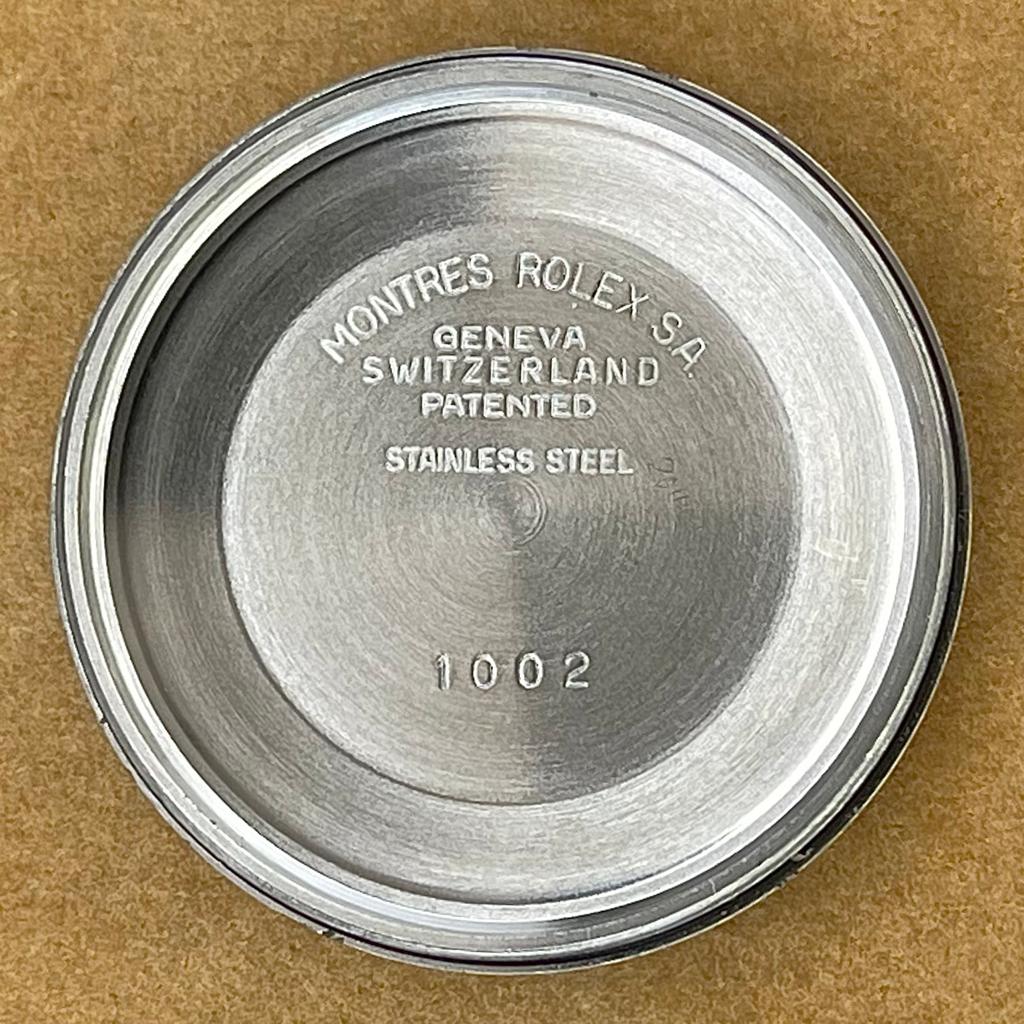 MONTRES ROLEX S.A.
GENEVA
SWITZERLAND
PATENTED
STAINLESS STEEL
1002